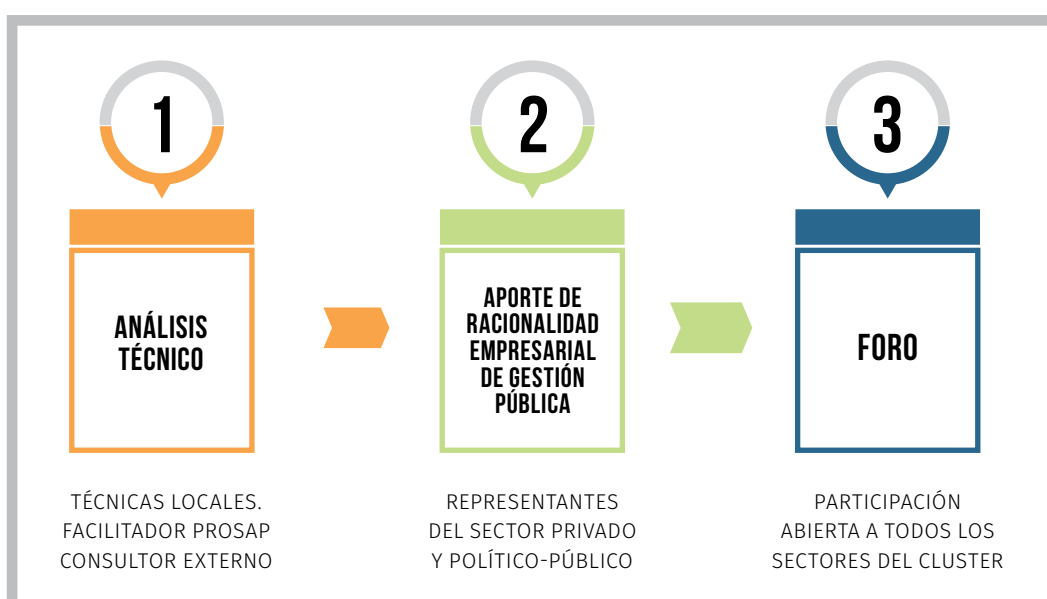 1
ANÁLISIS
TÉCNICO
TÉCNICAS LOCALES.
FACILITADOR PROSAP
CONSULTOR EXTERNO
2
APORTE DE
RACIONALIDAD
EMPRESARIAL
DE GESTIÓN
PÚBLICA
REPRESENTANTES
DEL SECTOR PRIVADO
Y POLÍTICO-PÚBLICO
3
FORO
PARTICIPACIÓN
ABIERTA A TODOS LOS
SECTORES DEL CLUSTER